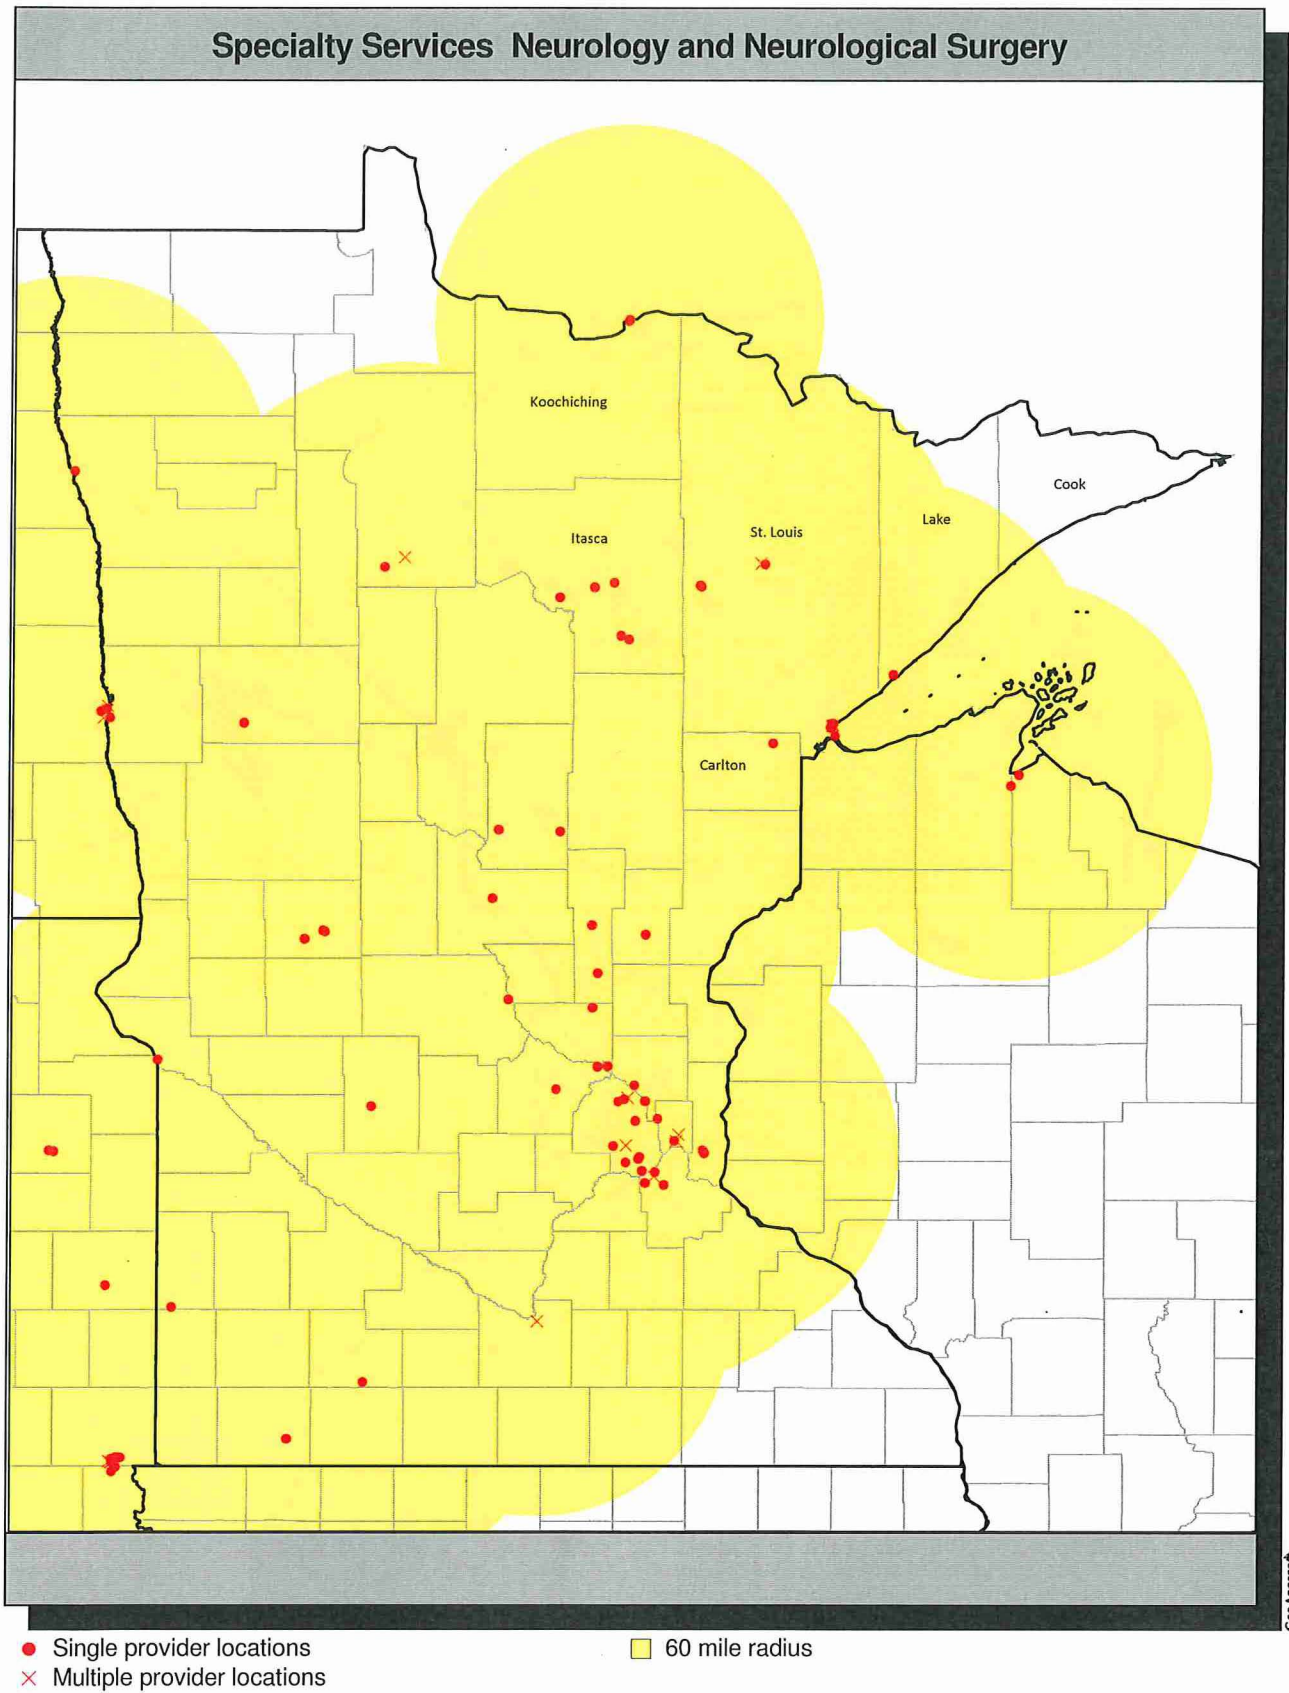 Specialty Services Neurology and Neurological Surgery
Koochiching
Cook
Lake
St. Louis
Itasca
Carlton
Single provider locations
60 mile radius
Multiple provider locations